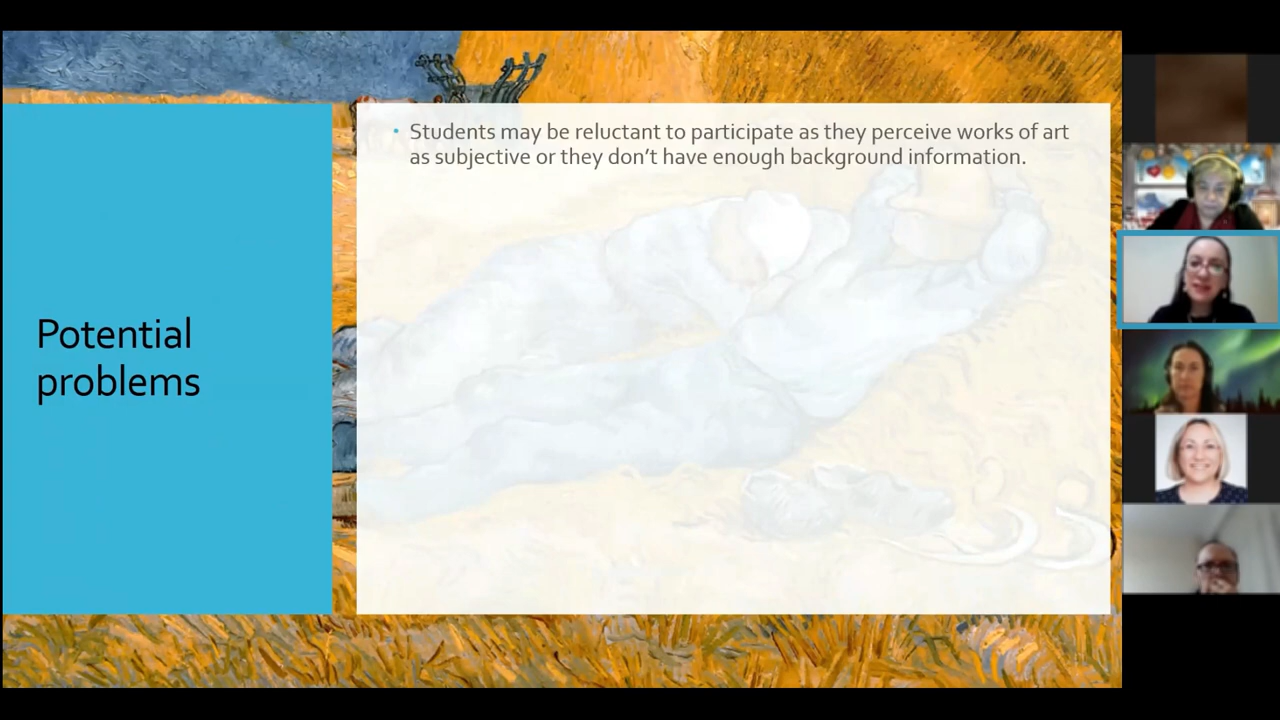 Potential
problems
• Students may be reluctant to participate as they perceive works of art
as subjective or they don’t have enough background information.